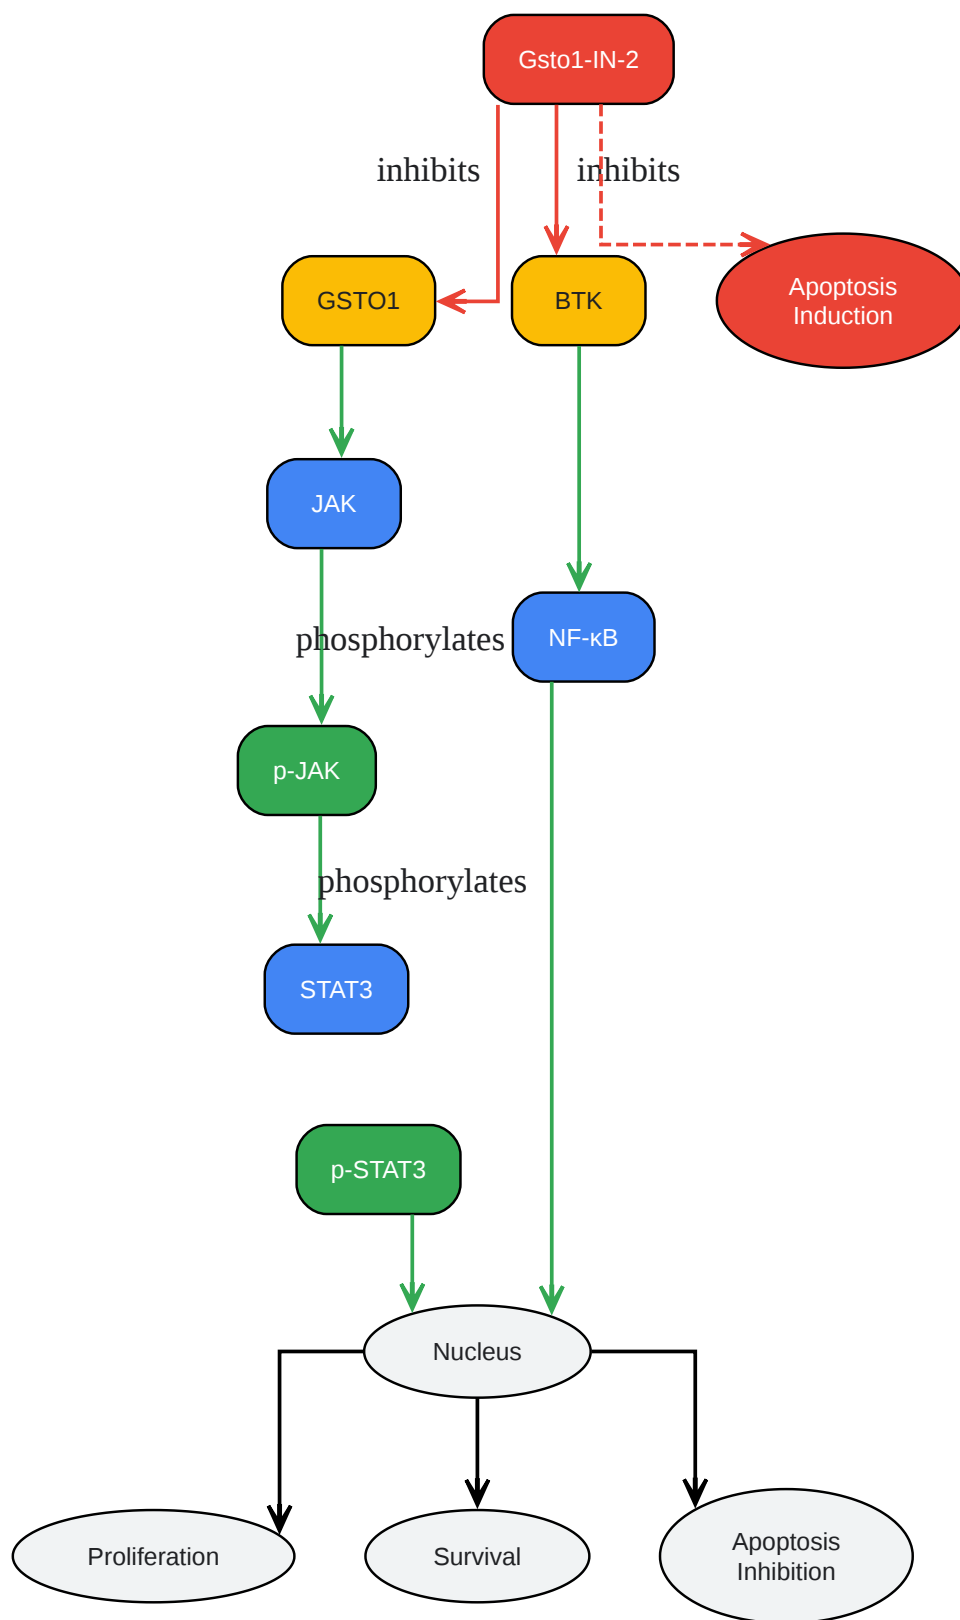 Gsto1-IN-2
inhibits
inhibits
GSTO1
BTK
Apoptosis
Induction
JAK
phosphorylates
NF-κB
p-JAK
phosphorylates
STAT3
p-STAT3
Nucleus
Proliferation
Survival
Apoptosis
Inhibition